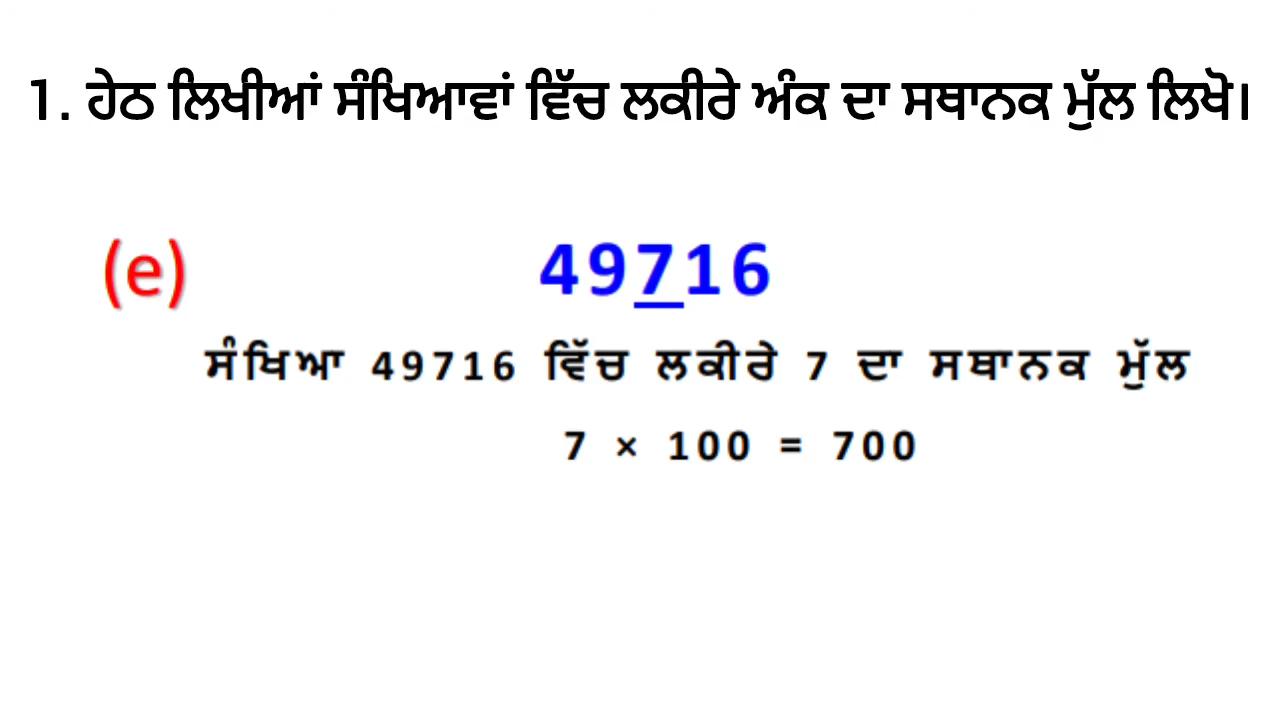 1. ਹੇਠ ਲਿਖੀਆਂ ਸੰਖਿਆਵਾਂ ਵਿੱਚ ਲਕੀਰੇ ਅੰਕ ਦਾ ਸਥਾਨਕ ਮੁੱਲ ਲਿਖੋ।
(e) 49716
ਸੰਖਿਆ 49716 ਵਿੱਚ ਲਕੀਰੇ 7 ਦਾ ਸਥਾਨਕ ਮੁੱਲ
7 × 100 = 700